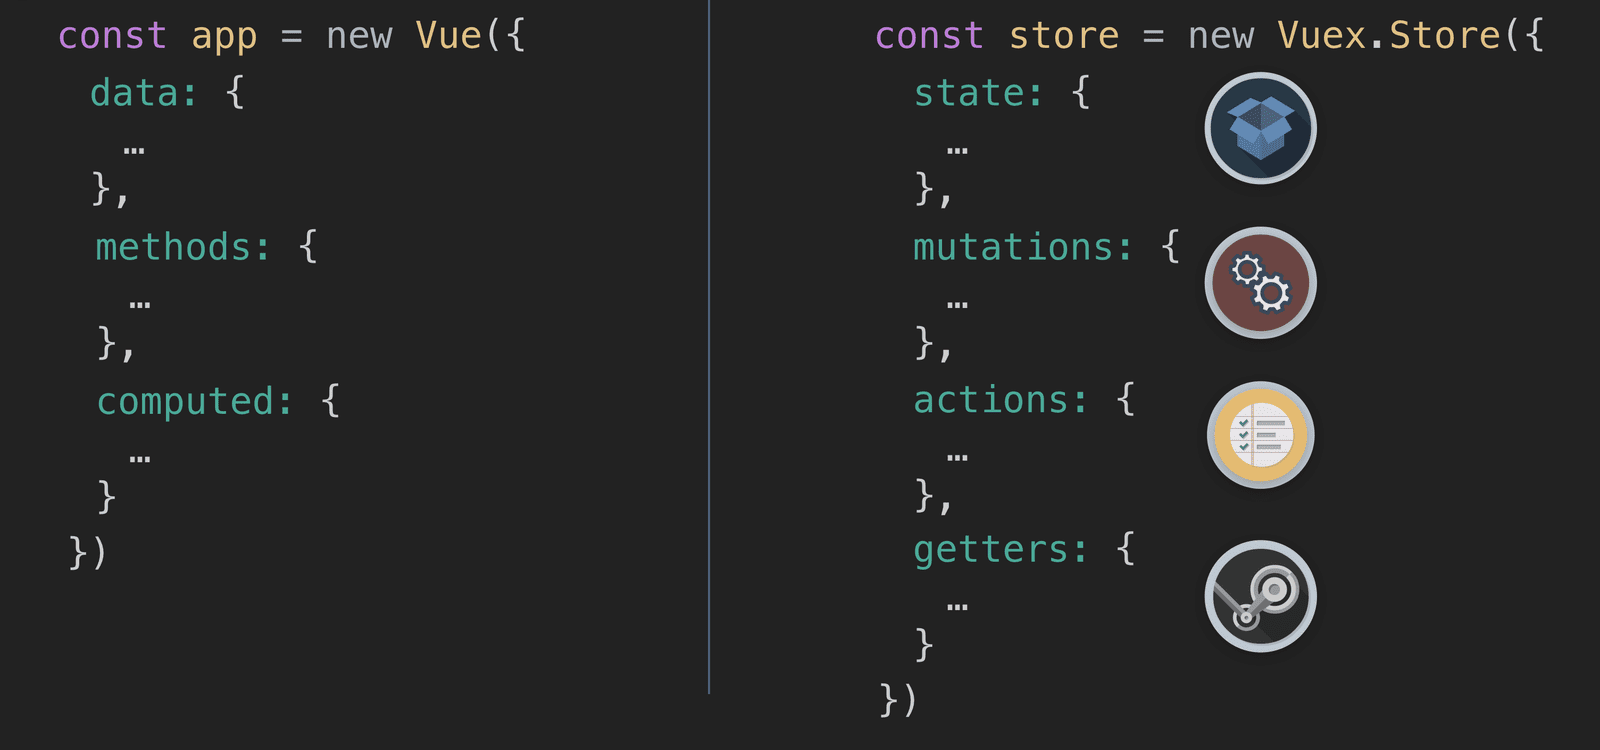 const app = new Vue({
data: {
…
},
methods: {
…
},
computed: {
…
}
})
const store = new Vuex.Store({
state: {
…
},
mutations: {
…
},
actions: {
…
},
getters: {
…
}
})